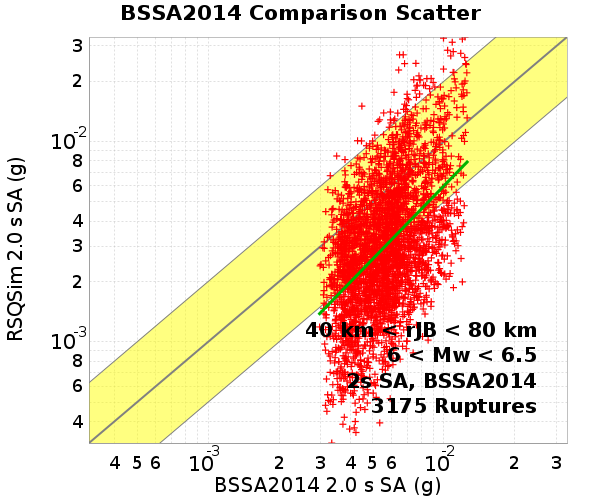 BSSA2014 Comparison Scatter
3
2
10-2
8
6
4
3
2
10-3
8
6
4
RSQSim 2.0 s SA (g)
40 km < rJB < 80 km
6 < Mw < 6.5
2s SA, BSSA2014
3175 Ruptures
4 5 6 10-3 2 3 4 5 6 10-2 2 3
BSSA2014 2.0 s SA (g)